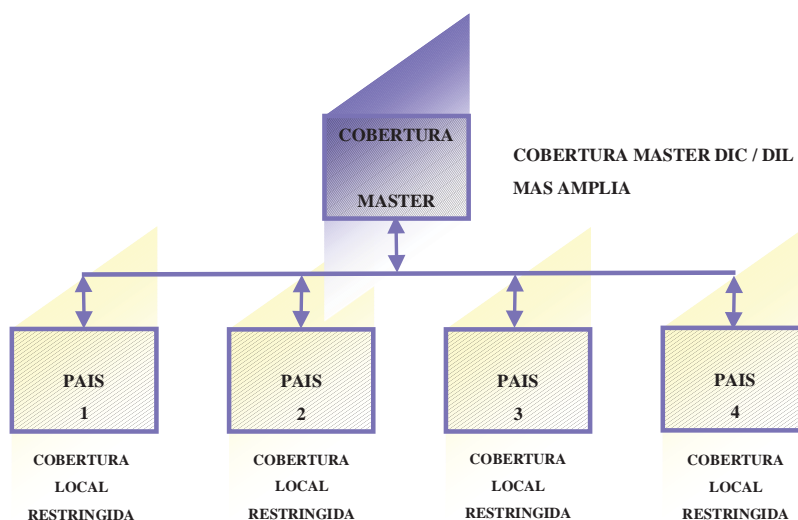 COBERTURA
MASTER
COBERTURA MASTER DIC / DIL
MAS AMPLIA
PAIS
1
PAIS
2
PAIS
3
PAIS
4
COBERTURA
LOCAL
RESTRINGIDA
COBERTURA
LOCAL
RESTRINGIDA
COBERTURA
LOCAL
RESTRINGIDA
COBERTURA
LOCAL
RESTRINGIDA